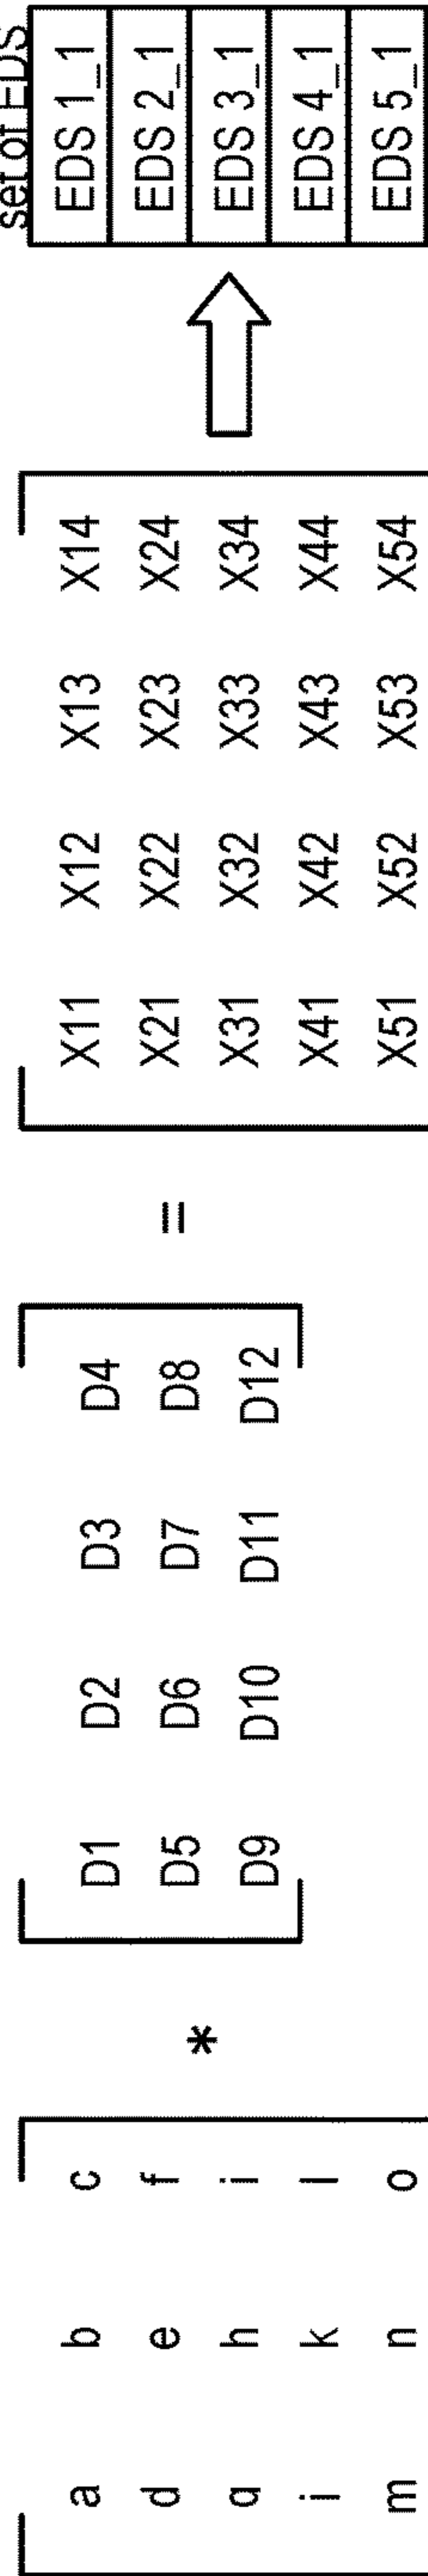 set of EDS
a b c D1 D2 D3 D4 X11 X12 X13 X14 EDS 1_1
d e f * D5 D6 D7 D8 = X21 X22 X23 X24 EDS 2_1
g h i D9 D10 D11 D12 X31 X32 X33 X34 EDS 3_1
j k l X41 X42 X43 X44 EDS 4_1
m n o X51 X52 X53 X54 EDS 5_1